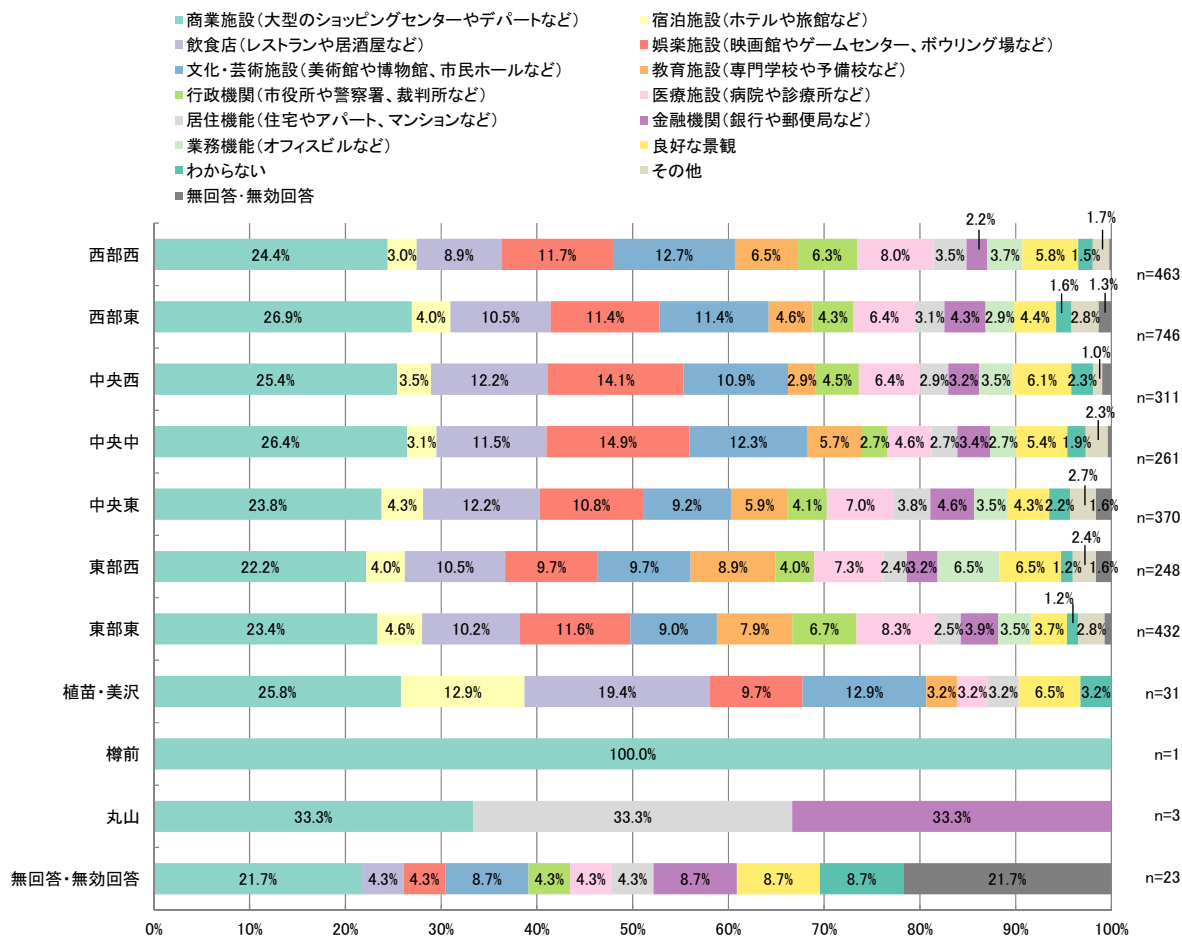 商業施設(大型のショッピングセンターやデパートなど) 宿泊施設(ホテルや旅館など)
飲食店(レストランや居酒屋など) 娯楽施設(映画館やゲームセンター、ボウリング場など)
文化・芸術施設(美術館や博物館、市民ホールなど) 教育施設(専門学校や予備校など)
行政機関(市役所や警察署、裁判所など) 医療施設(病院や診療所など)
居住機能(住宅やアパート、マンションなど) 金融機関(銀行や郵便局など)
業務機能(オフィスビルなど) 良好な景観
わからない その他
無回答・無効回答
2.2% 1.7%
西部西 24.4% 3.0% 8.9% 11.7% 12.7% 6.5% 6.3% 8.0% 3.5% 3.7% 5.8% 1.5% n=463
1.6% 1.3%
西部東 26.9% 4.0% 10.5% 11.4% 11.4% 4.6% 4.3% 6.4% 3.1% 4.3% 2.9% 4.4% 2.8% n=746
1.0%
中央西 25.4% 3.5% 12.2% 14.1% 10.9% 2.9% 4.5% 6.4% 2.9% 3.2% 3.5% 6.1% 2.3% n=311
2.3%
中央中 26.4% 3.1% 11.5% 14.9% 12.3% 5.7% 2.7% 4.6% 2.7% 3.4% 2.7% 5.4% 1.9% n=261
2.7%
中央東 23.8% 4.3% 12.2% 10.8% 9.2% 5.9% 4.1% 7.0% 3.8% 4.6% 3.5% 4.3% 2.2% 1.6% n=370
2.4%
東部西 22.2% 4.0% 10.5% 9.7% 9.7% 8.9% 4.0% 7.3% 2.4% 3.2% 6.5% 6.5% 1.2% 1.6% n=248
1.2%
東部東 23.4% 4.6% 10.2% 11.6% 9.0% 7.9% 6.7% 8.3% 2.5% 3.9% 3.5% 3.7% 2.8% n=432
植苗・美沢 25.8% 12.9% 19.4% 9.7% 12.9% 3.2% 3.2% 3.2% 6.5% 3.2% n=31
樽前 100.0% n=1
丸山 33.3% 33.3% 33.3% n=3
無回答・無効回答 21.7% 4.3% 4.3% 8.7% 4.3% 4.3% 4.3% 8.7% 8.7% 8.7% 21.7% n=23
0% 10% 20% 30% 40% 50% 60% 70% 80% 90% 100%